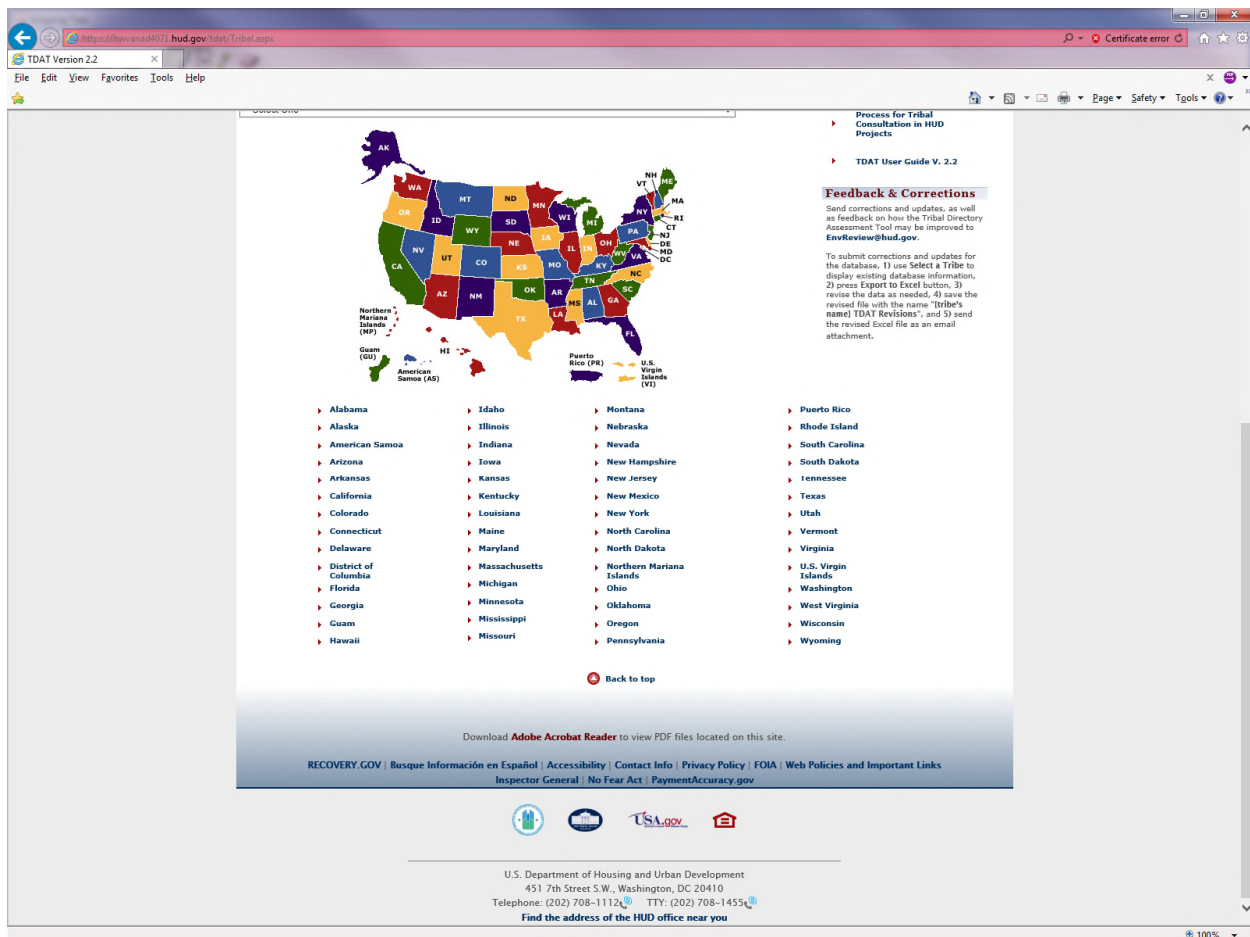 https://hwvanad4071.hud.gov/tdat/Tribal.aspx
Certificate error
TDAT Version 2.2
File Edit View Favorites Tools Help
Page Safety Tools
Process for Tribal
Consultation in HUD
Projects
TDAT User Guide V. 2.2
Feedback & Corrections
Send corrections and updates, as well
as feedback on how the Tribal Directory
Assessment Tool may be improved to
EnvReview@hud.gov.
To submit corrections and updates for
the database, 1) use Select a Tribe to
display existing database information,
2) press Export to Excel button, 3)
revise the data as needed, 4) save the
revised file with the name "[tribe's
name] TDAT Revisions", and 5) send
the revised Excel file as an email
attachment.
AK
WA
MT
ND
MN
OR
ID
SD
WI
WY
NE
IA
MI
NY
VT
NH
ME
MA
RI
CT
NJ
DE
MD
DC
PA
NV
UT
CO
KS
MO
IL
IN
OH
WV
VA
KY
CA
AZ
NM
OK
AR
TN
NC
SC
TX
LA
MS
AL
GA
FL
HI
Northern
Mariana
Islands
(MP)
Guam
(GU)
American
Samoa (AS)
Puerto
Rico (PR)
U.S.
Virgin
Islands
(VI)
Alabama
Alaska
American Samoa
Arizona
Arkansas
California
Colorado
Connecticut
Delaware
District of
Columbia
Florida
Georgia
Guam
Hawaii
Idaho
Illinois
Indiana
Iowa
Kansas
Kentucky
Louisiana
Maine
Maryland
Massachusetts
Michigan
Minnesota
Mississippi
Missouri
Montana
Nebraska
Nevada
New Hampshire
New Jersey
New Mexico
New York
North Carolina
North Dakota
Northern Mariana
Islands
Ohio
Oklahoma
Oregon
Pennsylvania
Puerto Rico
Rhode Island
South Carolina
South Dakota
Tennessee
Texas
Utah
Vermont
Virginia
U.S. Virgin
Islands
Washington
West Virginia
Wisconsin
Wyoming
Back to top
Download Adobe Acrobat Reader to view PDF files located on this site.
RECOVERY.GOV | Busque Información en Español | Accessibility | Contact Info | Privacy Policy | FOIA | Web Policies and Important Links
Inspector General | No Fear Act | PaymentAccuracy.gov
USA.gov
U.S. Department of Housing and Urban Development
451 7th Street S.W., Washington, DC 20410
Telephone: (202) 708-1112 TTY: (202) 708-1455
Find the address of the HUD office near you
100%